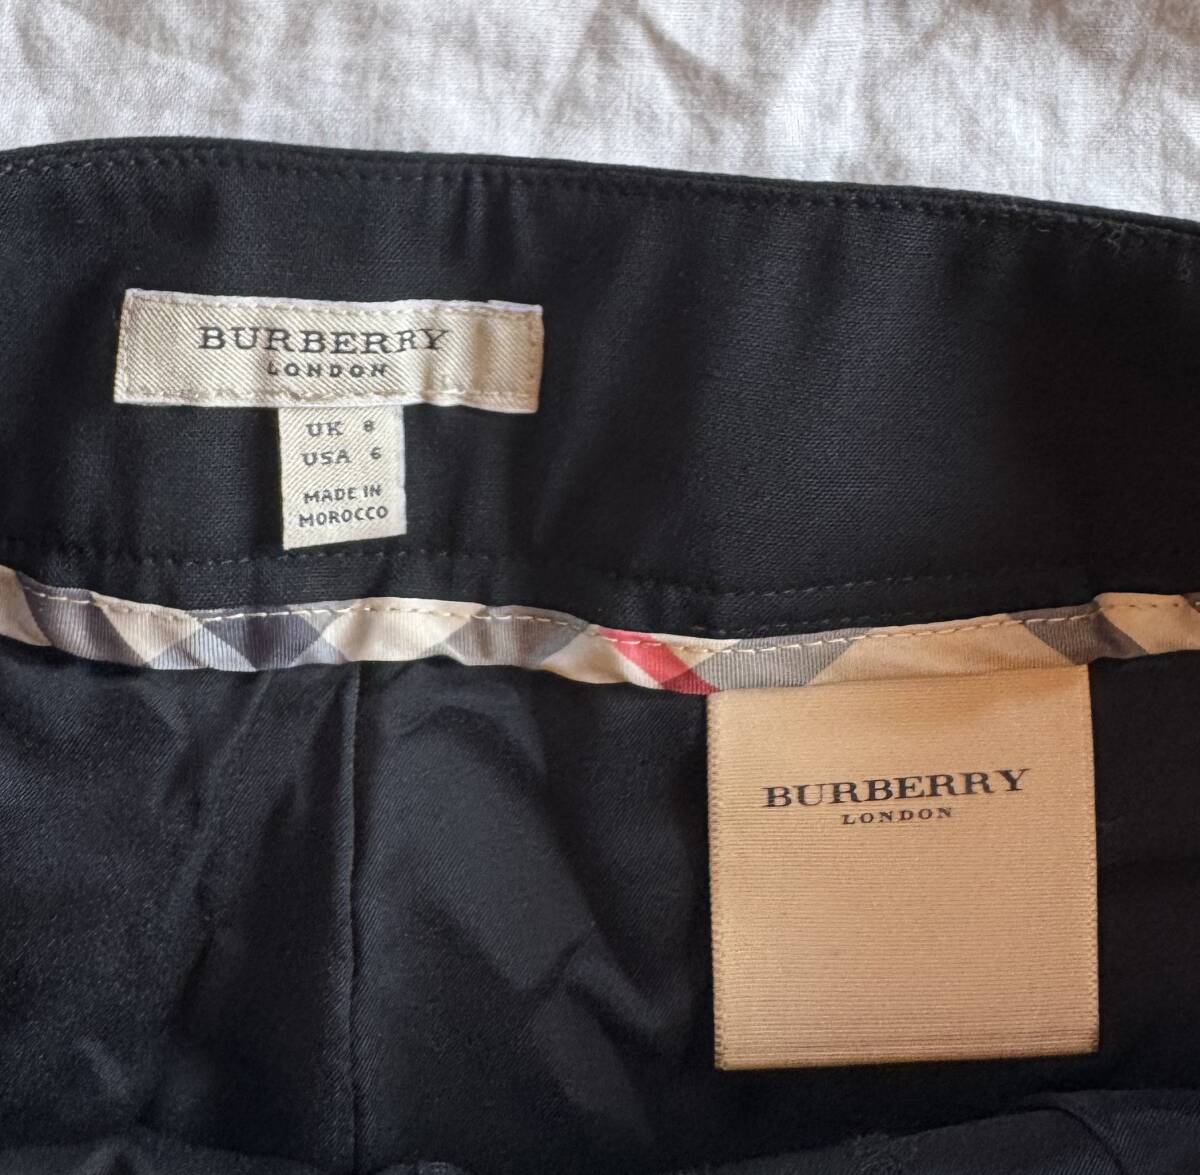 BURBERRY
LONDON
UK 8
USA 6
MADE IN
MOROCCO
BURBERRY
LONDON